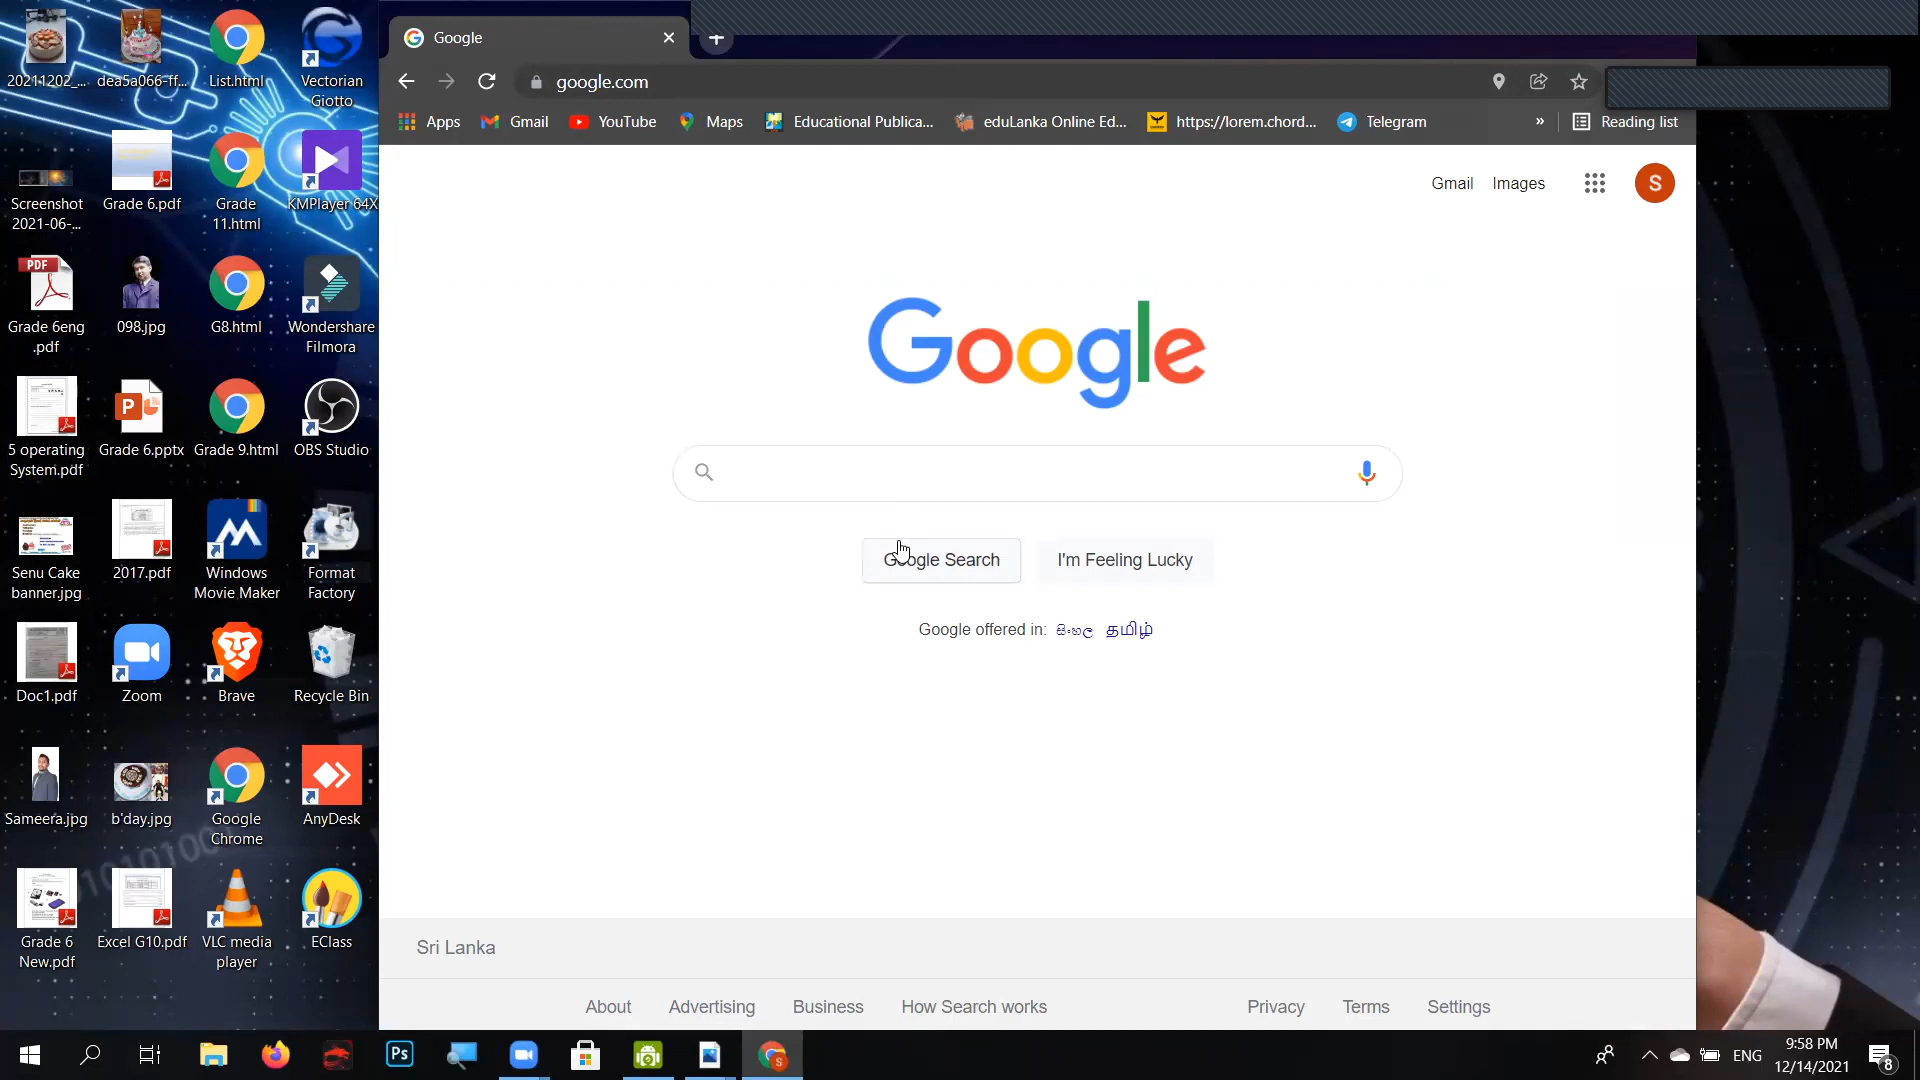 20211202_...
dea5a066-ff...
List.html
Vectorian
Giotto
Screenshot
2021-06-...
Grade 6.pdf
Grade
11.html
KMPlayer 64X
PDF
Grade 6eng
.pdf
098.jpg
G8.html
Wondershare
Filmora
5 operating
System.pdf
P
Grade 6.pptx
Grade 9.html
OBS Studio
Senu Cake
banner.jpg
2017.pdf
Windows
Movie Maker
Format
Factory
Doc1.pdf
Zoom
Brave
Recycle Bin
Sameera.jpg
b'day.jpg
Google
Chrome
AnyDesk
Grade 6
New.pdf
Excel G10.pdf
VLC media
player
EClass
Google
google.com
Apps
Gmail
YouTube
Maps
Educational Publica...
eduLanka Online Ed...
https://lorem.chord...
Telegram
»
Reading list
Gmail
Images
S
Google
Google Search
I'm Feeling Lucky
Google offered in: සිංහල தமிழ்
Sri Lanka
About
Advertising
Business
How Search works
Privacy
Terms
Settings
Ps
S
ENG
9:58 PM
12/14/2021
8